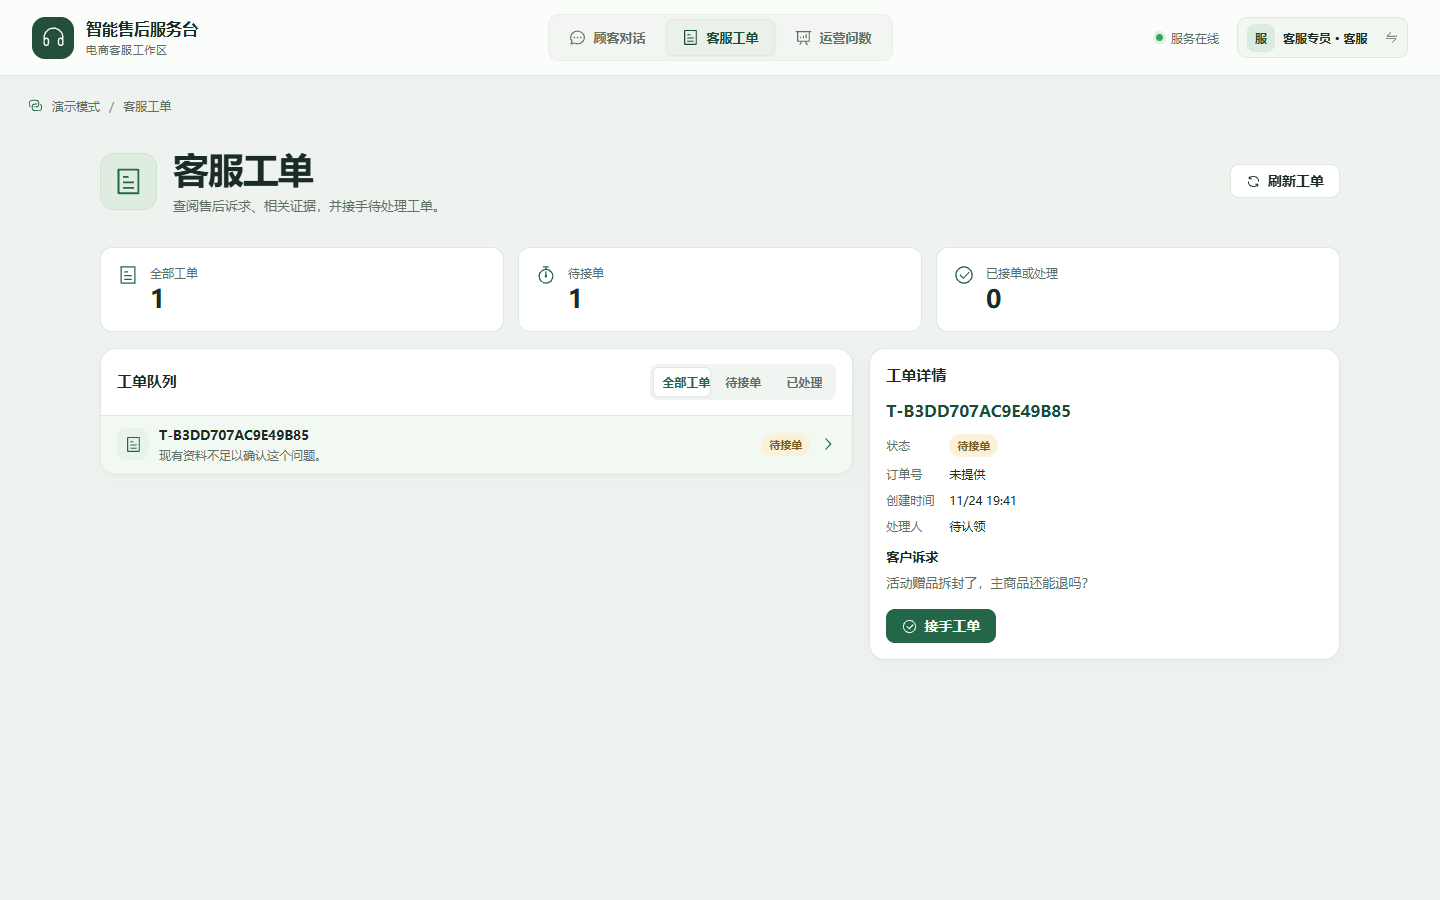 智能售后服务台
电商客服工作区
顾客对话
客服工单
运营问数
服务在线
服
客服专员·客服
演示模式 / 客服工单
客服工单
查阅售后诉求、相关证据，并接手待处理工单。
刷新工单
全部工单
1
待接单
1
已接单或处理
0
工单队列
全部工单
待接单
已处理
T-B3DD707AC9E49B85
现有资料不足以确认这个问题。
待接单
工单详情
T-B3DD707AC9E49B85
状态 待接单
订单号 未提供
创建时间 11/24 19:41
处理人 待认领
客户诉求
活动赠品拆封了，主商品还能退吗？
接手工单